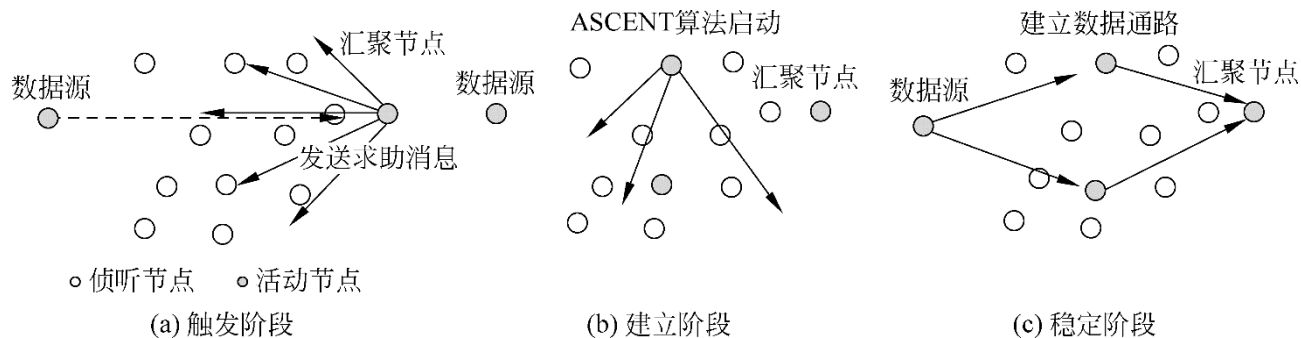 汇聚节点
数据源
发送求助消息
侦听节点
活动节点
(a) 触发阶段
ASCENT算法启动
数据源
汇聚节点
(b) 建立阶段
建立数据通路
数据源
汇聚节点
(c) 稳定阶段